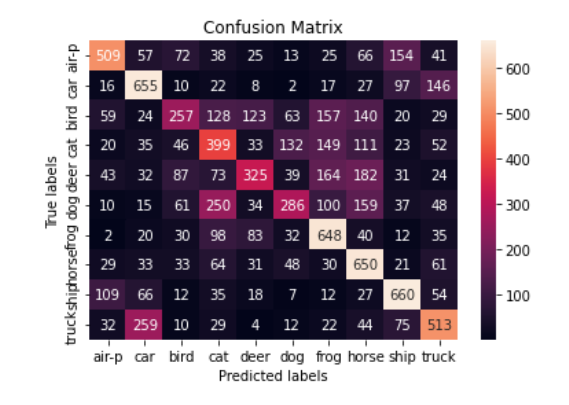 Confusion Matrix
air-p 509 57 72 38 25 13 25 66 154 41
car 16 655 10 22 8 2 17 27 97 146
bird 59 24 257 128 123 63 157 140 20 29
cat 20 35 46 399 33 132 149 111 23 52
deer 43 32 87 73 325 39 164 182 31 24
dog 10 15 61 250 34 286 100 159 37 48
frog 2 20 30 98 83 32 648 40 12 35
horse 29 33 33 64 31 48 30 650 21 61
ship 109 66 12 35 18 7 12 27 660 54
truck 32 259 10 29 4 12 22 44 75 513
air-p car bird cat deer dog frog horse ship truck
Predicted labels
True labels
600
500
400
300
200
100